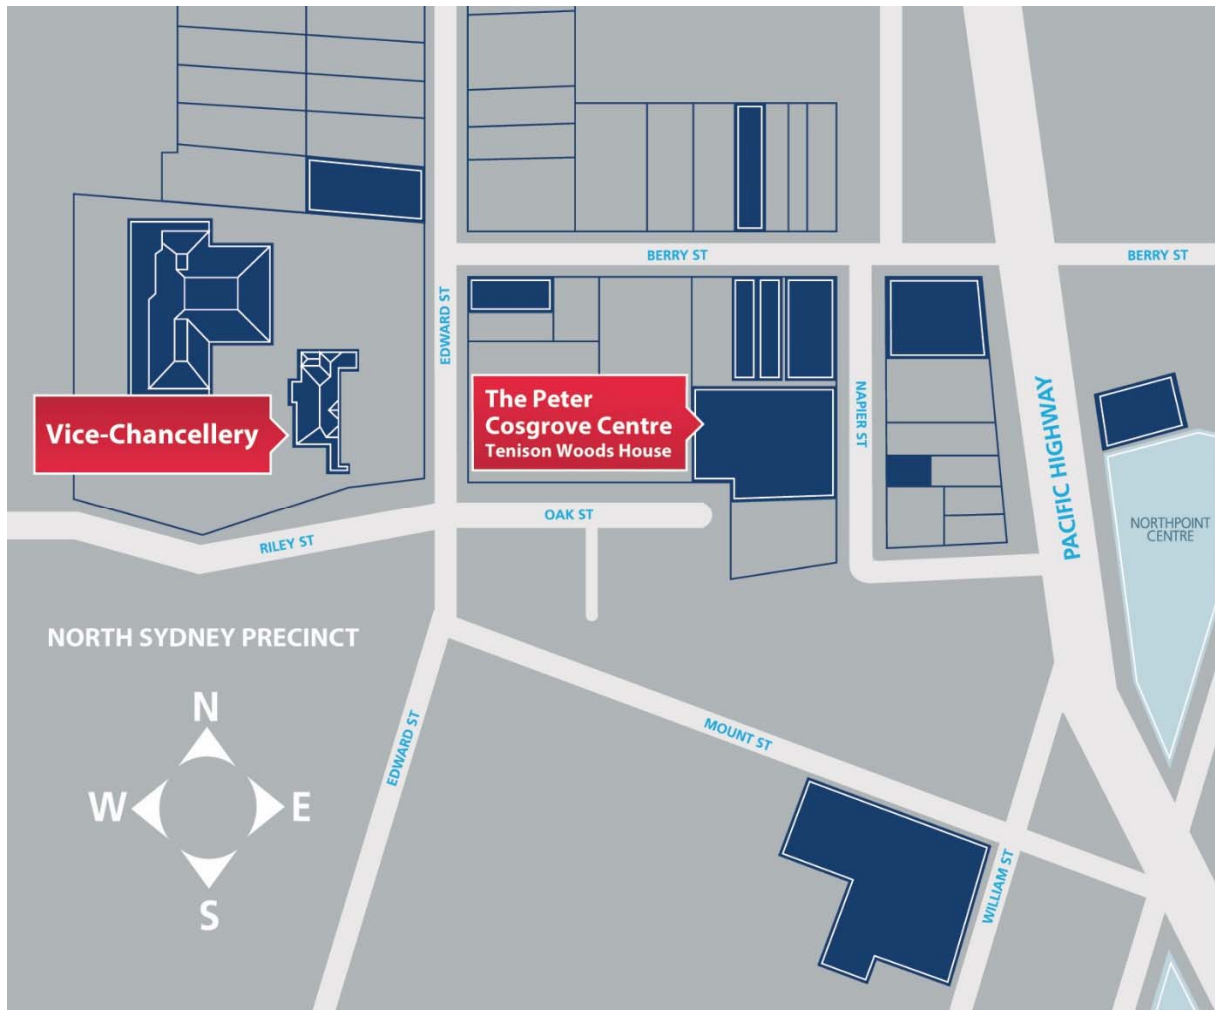 BERRY ST
BERRY ST
EDWARD ST
The Peter
Cosgrove Centre
Tenison Woods House
Vice-Chancellery
NAPIER ST
PACIFIC HIGHWAY
NORTHPOINT
CENTRE
OAK ST
RILEY ST
NORTH SYDNEY PRECINCT
N
W
E
S
EDWARD ST
MOUNT ST
WILLIAM ST